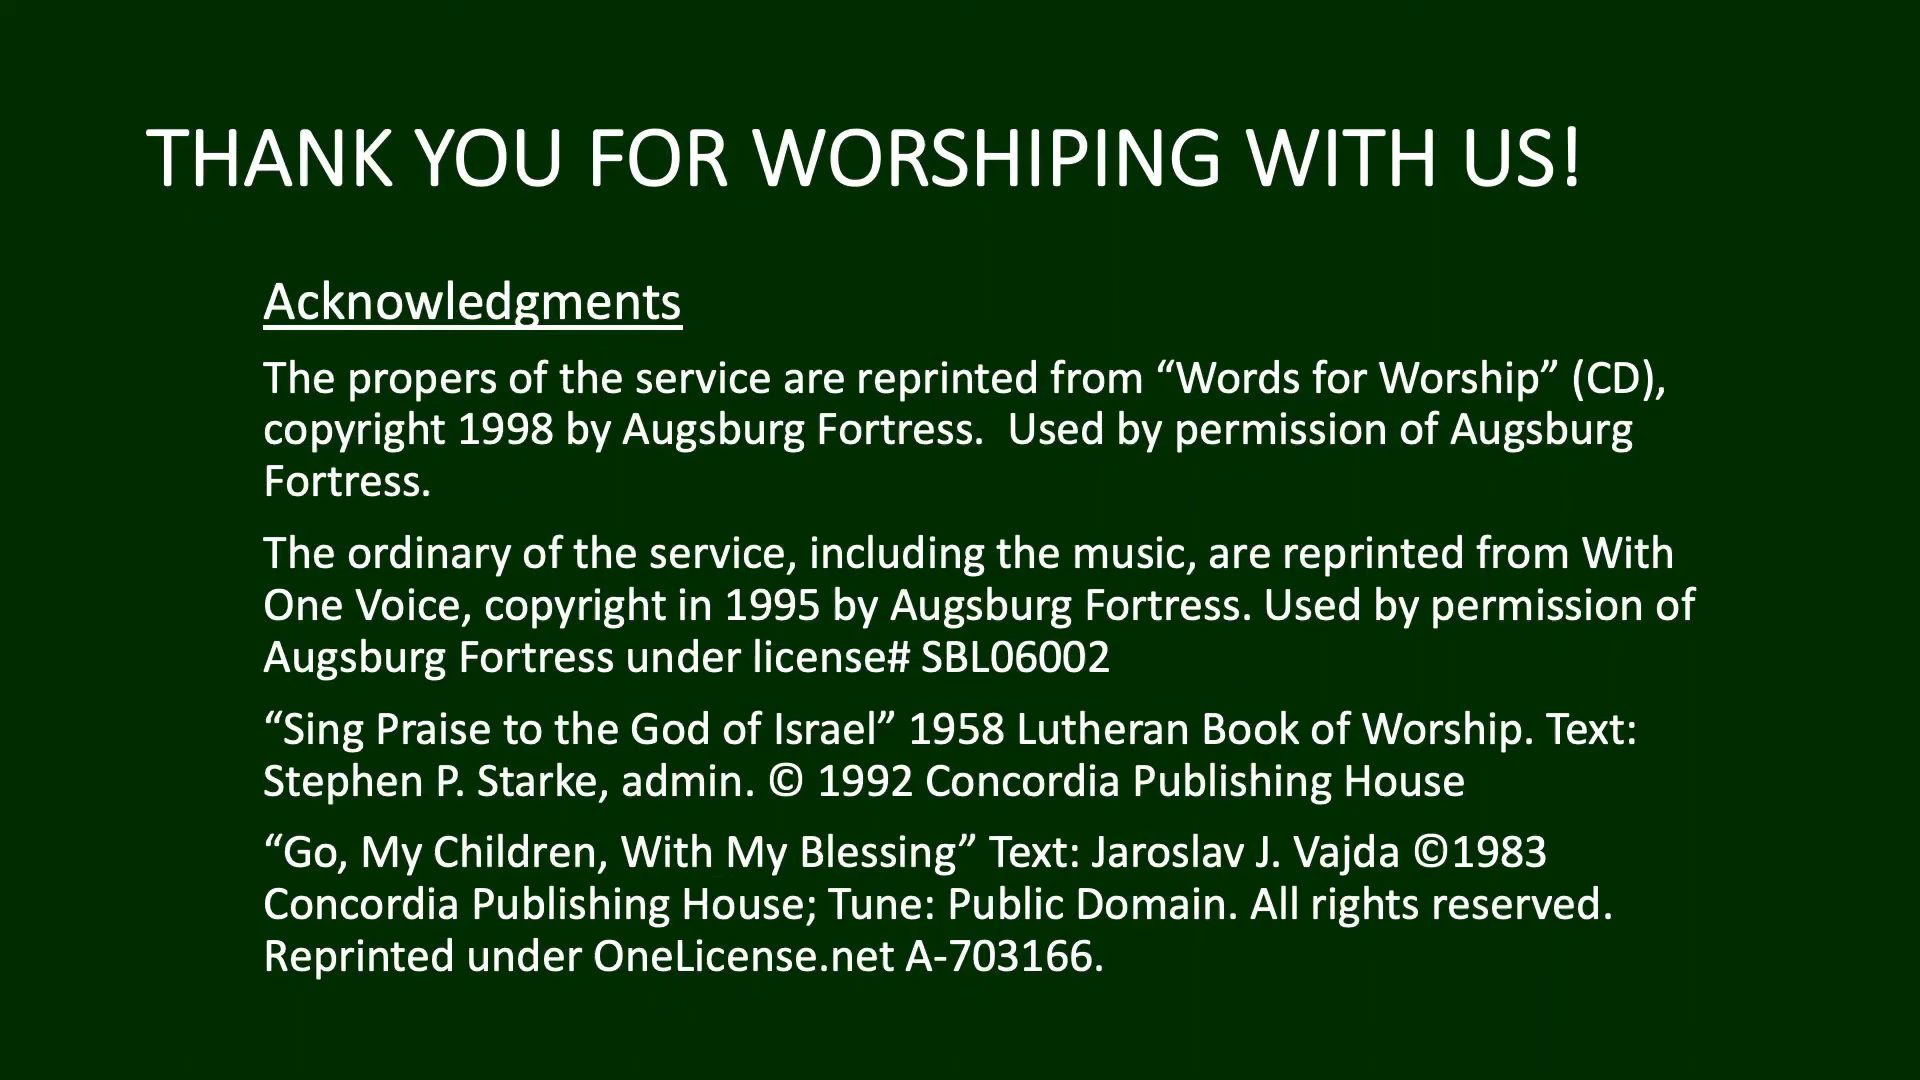 THANK YOU FOR WORSHIPING WITH US!
Acknowledgments
The propers of the service are reprinted from “Words for Worship” (CD),
copyright 1998 by Augsburg Fortress.  Used by permission of Augsburg
Fortress.
The ordinary of the service, including the music, are reprinted from With
One Voice, copyright in 1995 by Augsburg Fortress. Used by permission of
Augsburg Fortress under license# SBL06002
“Sing Praise to the God of Israel” 1958 Lutheran Book of Worship. Text:
Stephen P. Starke, admin. © 1992 Concordia Publishing House
“Go, My Children, With My Blessing” Text: Jaroslav J. Vajda ©1983
Concordia Publishing House; Tune: Public Domain. All rights reserved.
Reprinted under OneLicense.net A-703166.